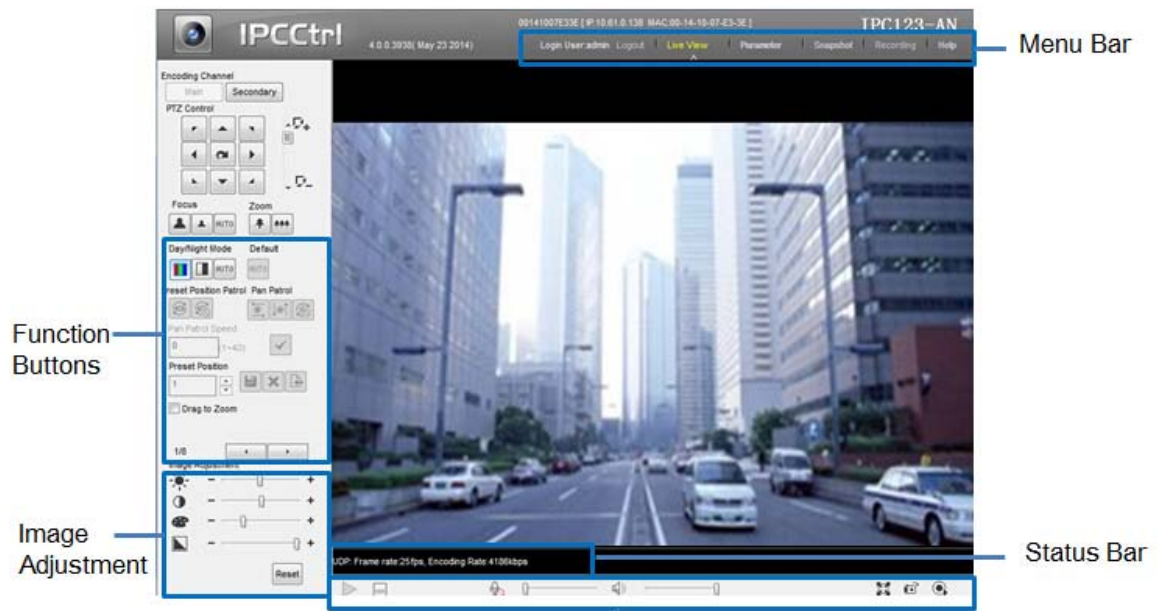 00141007E33E [ IP:10.61.0.138 MAC:00-14-10-07-E3-3E ]
IPC123-AN
IPCCtrl
4.0.0.3938( May 23 2014)
Login User:admin Logout Live View Parameter Snapshot Recording Help
Menu Bar
Encoding Channel
Main Secondary
PTZ Control
Focus Zoom
AUTO
Day/Night Mode Default
AUTO AUTO
reset Position Patrol Pan Patrol
Pan Patrol Speed
0 (1~42)
Preset Position
1
Drag to Zoom
1/8
Function
Buttons
Image Adjustment
- +
- +
- +
- +
Reset
Image
Adjustment
UDP: Frame rate:25fps, Encoding Rate:4186kbps
Status Bar